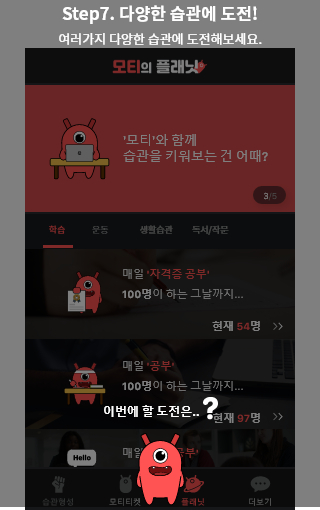 Step7. 다양한 습관에 도전!
여러가지 다양한 습관에 도전해보세요.
모티의 플래닛
'모티'와 함께
습관을 키워보는 건 어때?
3/5
학습 운동 생활습관 독서/작문
매일 '자격증 공부'
100명이 하는 그날까지...
현재 54명 >>
매일 '공부'
100명이 하는 그날까지...
이번에 할 도전은.. ?
현재 97명 >>
매일
공부'
Hello
습관형성 모티티켓 플래닛 더보기